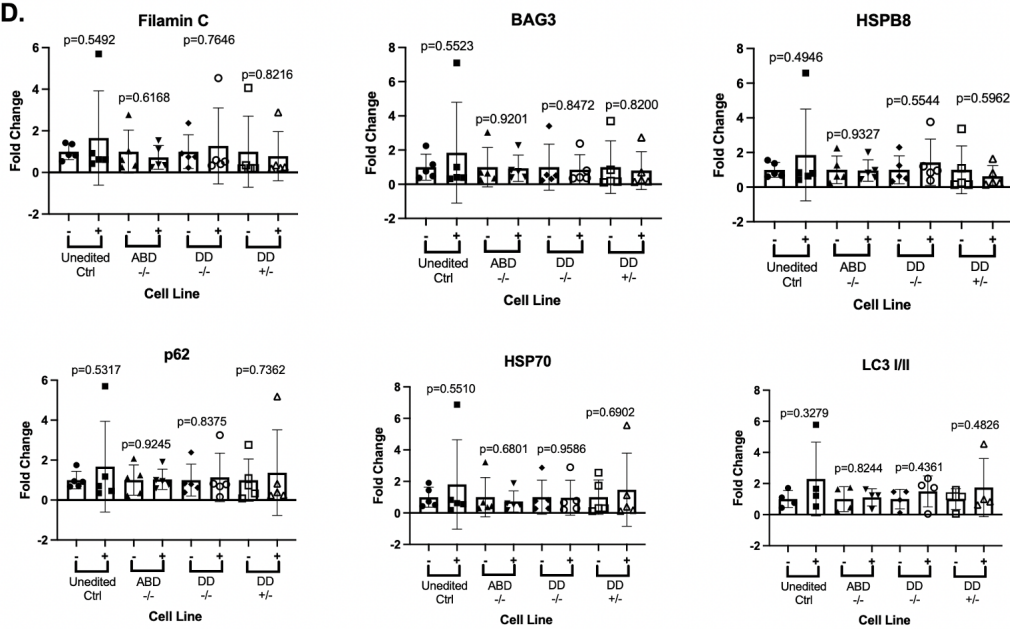 D.
Filamin C
Fold Change
6
4
2
0
-2
p=0.5492
p=0.6168
p=0.7646
p=0.8216
- + - + - + - +
Unedited ABD DD DD
Ctrl -/- -/- +/-
Cell Line
BAG3
Fold Change
8
6
4
2
0
-2
p=0.5523
p=0.9201
p=0.8472
p=0.8200
- + - + - + - +
Unedited ABD DD DD
Ctrl -/- -/- +/-
Cell Line
HSPB8
Fold Change
8
6
4
2
0
-2
p=0.4946
p=0.9327
p=0.5544
p=0.5962
- + - + - + - +
Unedited ABD DD DD
Ctrl -/- -/- +/-
Cell Line
p62
Fold Change
6
4
2
0
-2
p=0.5317
p=0.9245
p=0.8375
p=0.7362
- + - + - + - +
Unedited ABD DD DD
Ctrl -/- -/- +/-
Cell Line
HSP70
Fold Change
8
6
4
2
0
-2
p=0.5510
p=0.6801
p=0.9586
p=0.6902
- + - + - + - +
Unedited ABD DD DD
Ctrl -/- -/- +/-
Cell Line
LC3 I/II
Fold Change
8
6
4
2
0
-2
p=0.3279
p=0.8244
p=0.4361
p=0.4826
- + - + - + - +
Unedited ABD DD DD
Ctrl -/- -/- +/-
Cell Line